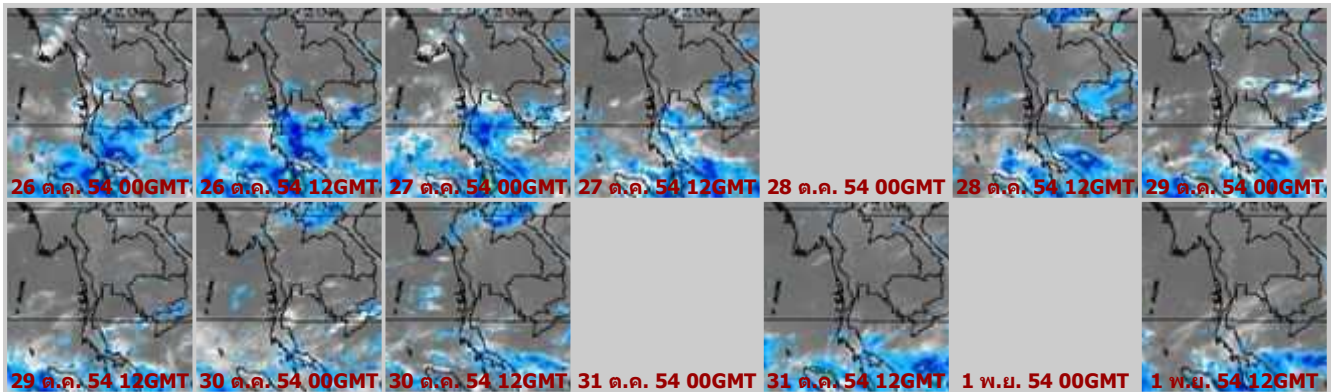 26 ต.ค. 54 00GMT
26 ต.ค. 54 12GMT
27 ต.ค. 54 00GMT
27 ต.ค. 54 12GMT
28 ต.ค. 54 00GMT
28 ต.ค. 54 12GMT
29 ต.ค. 54 00GMT
29 ต.ค. 54 12GMT
30 ต.ค. 54 00GMT
30 ต.ค. 54 12GMT
31 ต.ค. 54 00GMT
31 ต.ค. 54 12GMT
1 พ.ย. 54 00GMT
1 พ.ย. 54 12GMT